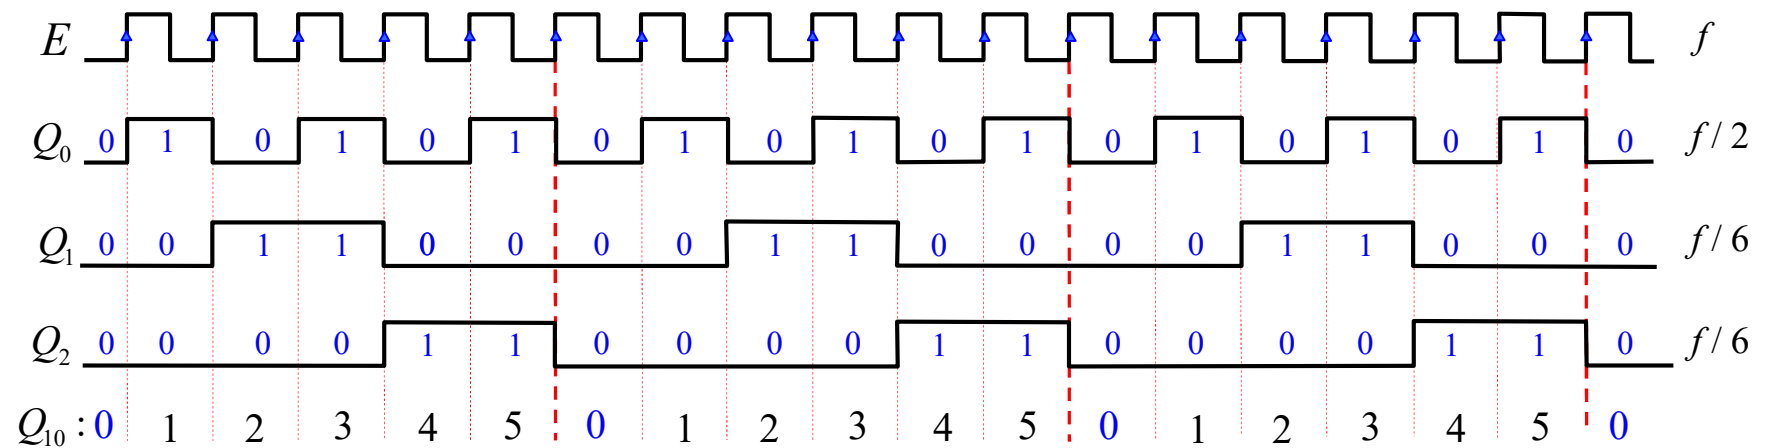 E f
Q₀ 0 1 0 1 0 1 0 1 0 1 0 1 0 1 0 1 0 1 0 f/2
Q₁ 0 0 1 1 0 0 0 0 1 1 0 0 0 0 1 1 0 0 0 f/6
Q₂ 0 0 0 0 1 1 0 0 0 0 1 1 0 0 0 0 1 1 0 f/6
Q₁₀ : 0 1 2 3 4 5 0 1 2 3 4 5 0 1 2 3 4 5 0